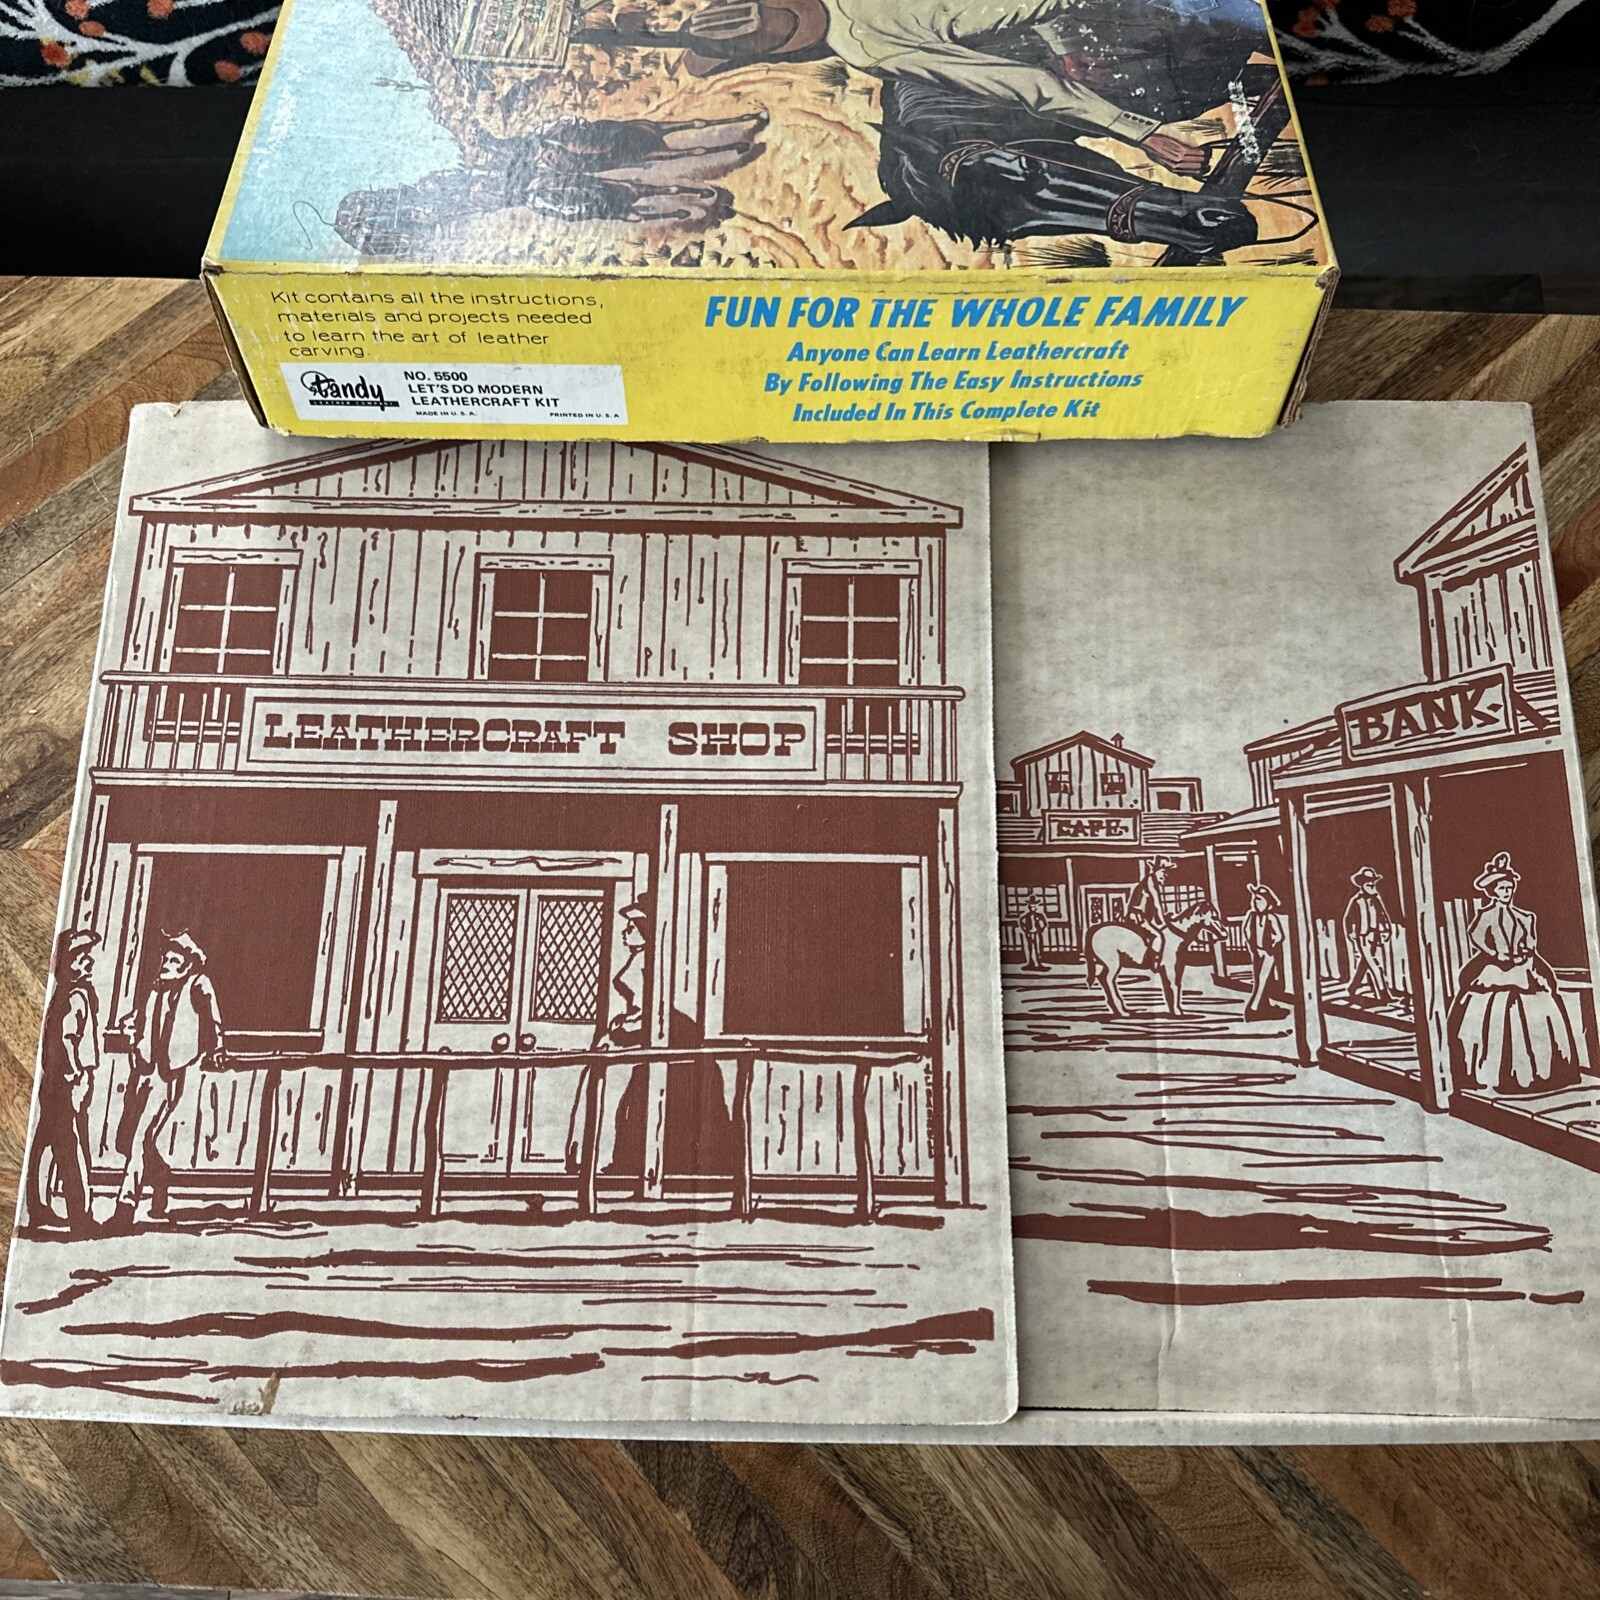 Kit contains all the instructions,
materials and projects needed
to learn the art of leather
carving.
Tandy
LEATHER COMPANY
NO. 5500
LET'S DO MODERN
LEATHERCRAFT KIT
MADE IN U. S. A.
PRINTED IN U. S. A
FUN FOR THE WHOLE FAMILY
Anyone Can Learn Leathercraft
By Following The Easy Instructions
Included In This Complete Kit
LEATHERCRAFT SHOP
BANK
CAFE